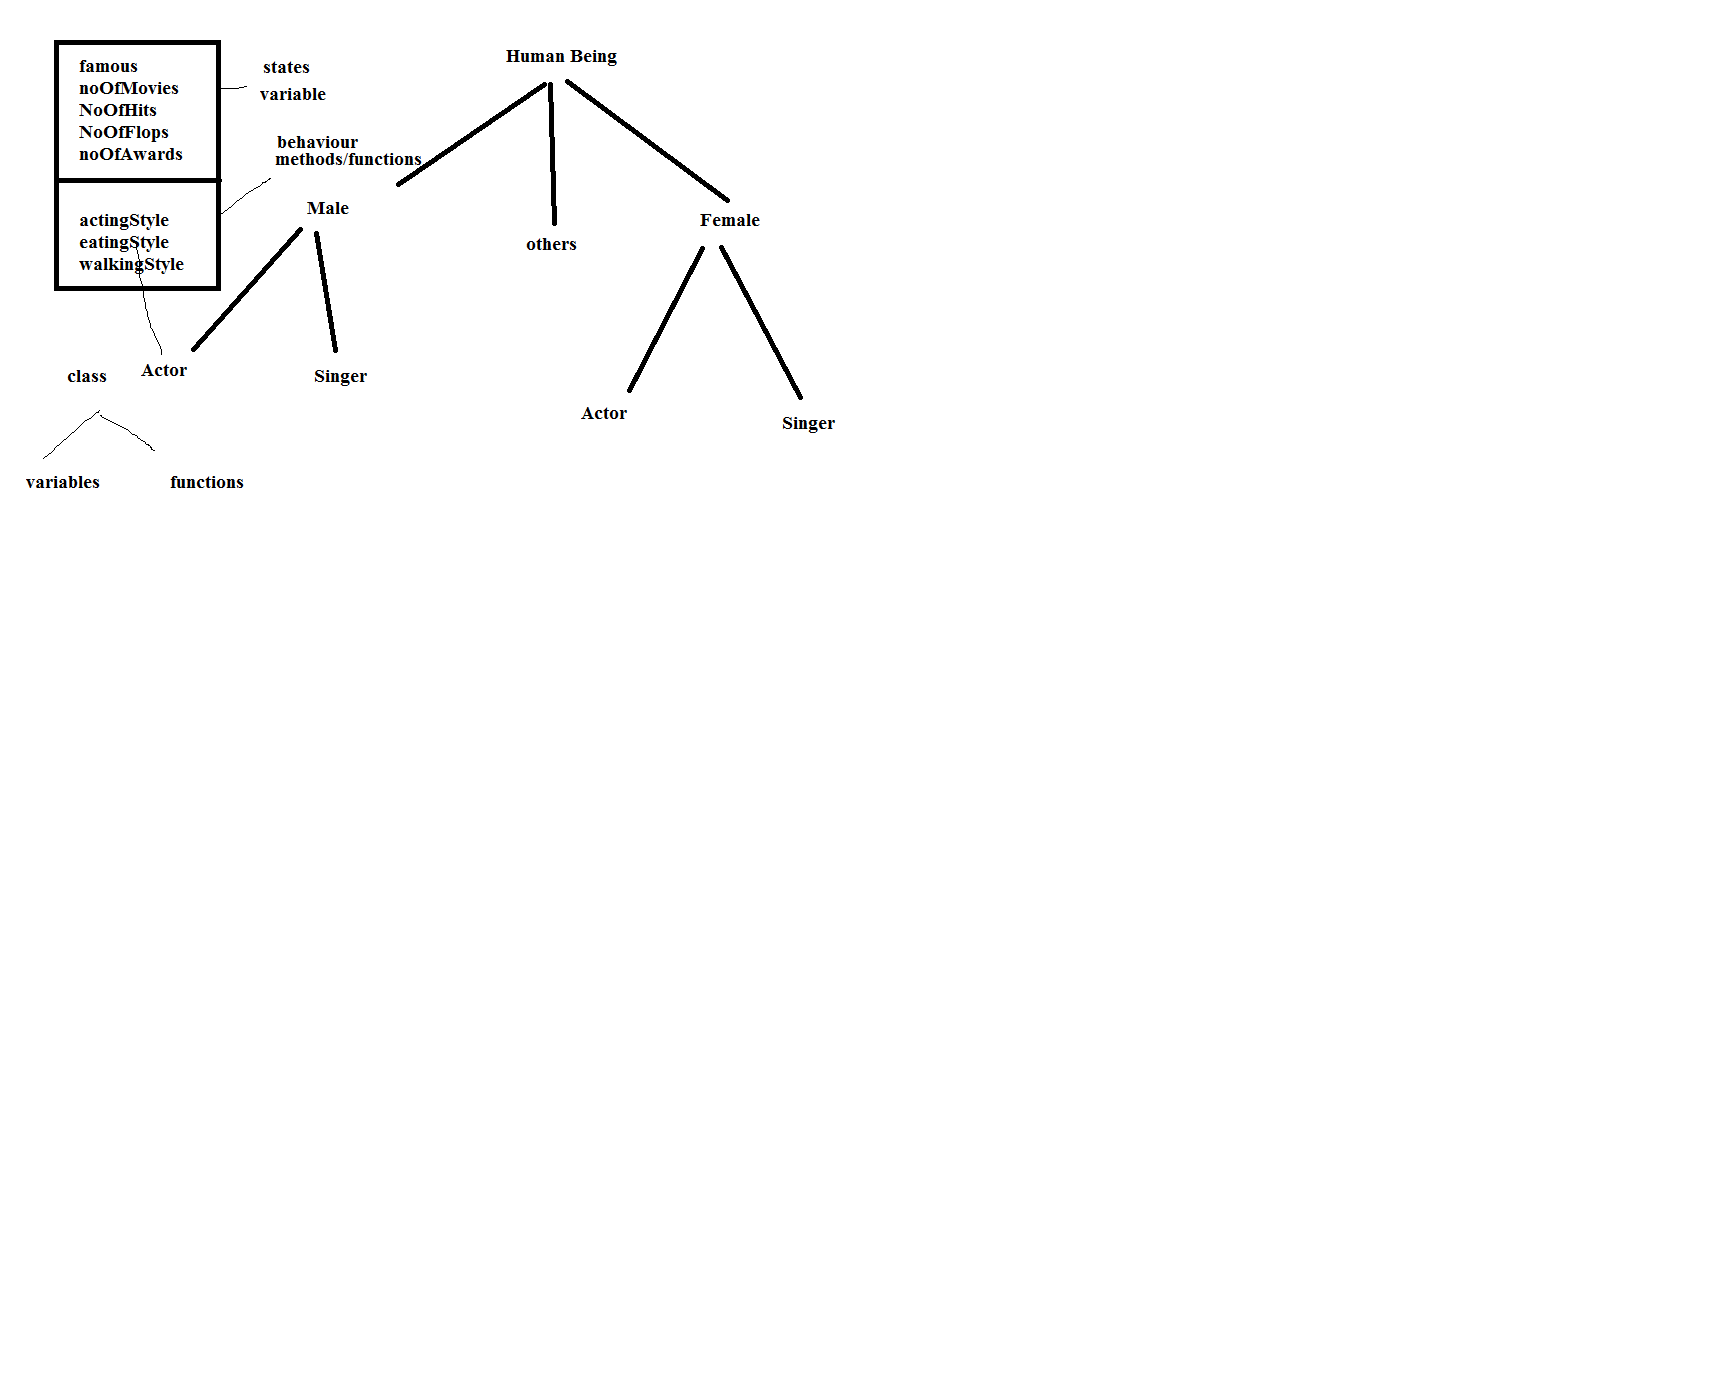 famous
noOfMovies
NoOfHits
NoOfFlops
noOfAwards
states
variable
behaviour
methods/functions
actingStyle
eatingStyle
walkingStyle
Human Being
Male
others
Female
class
Actor
Singer
Actor
Singer
variables
functions